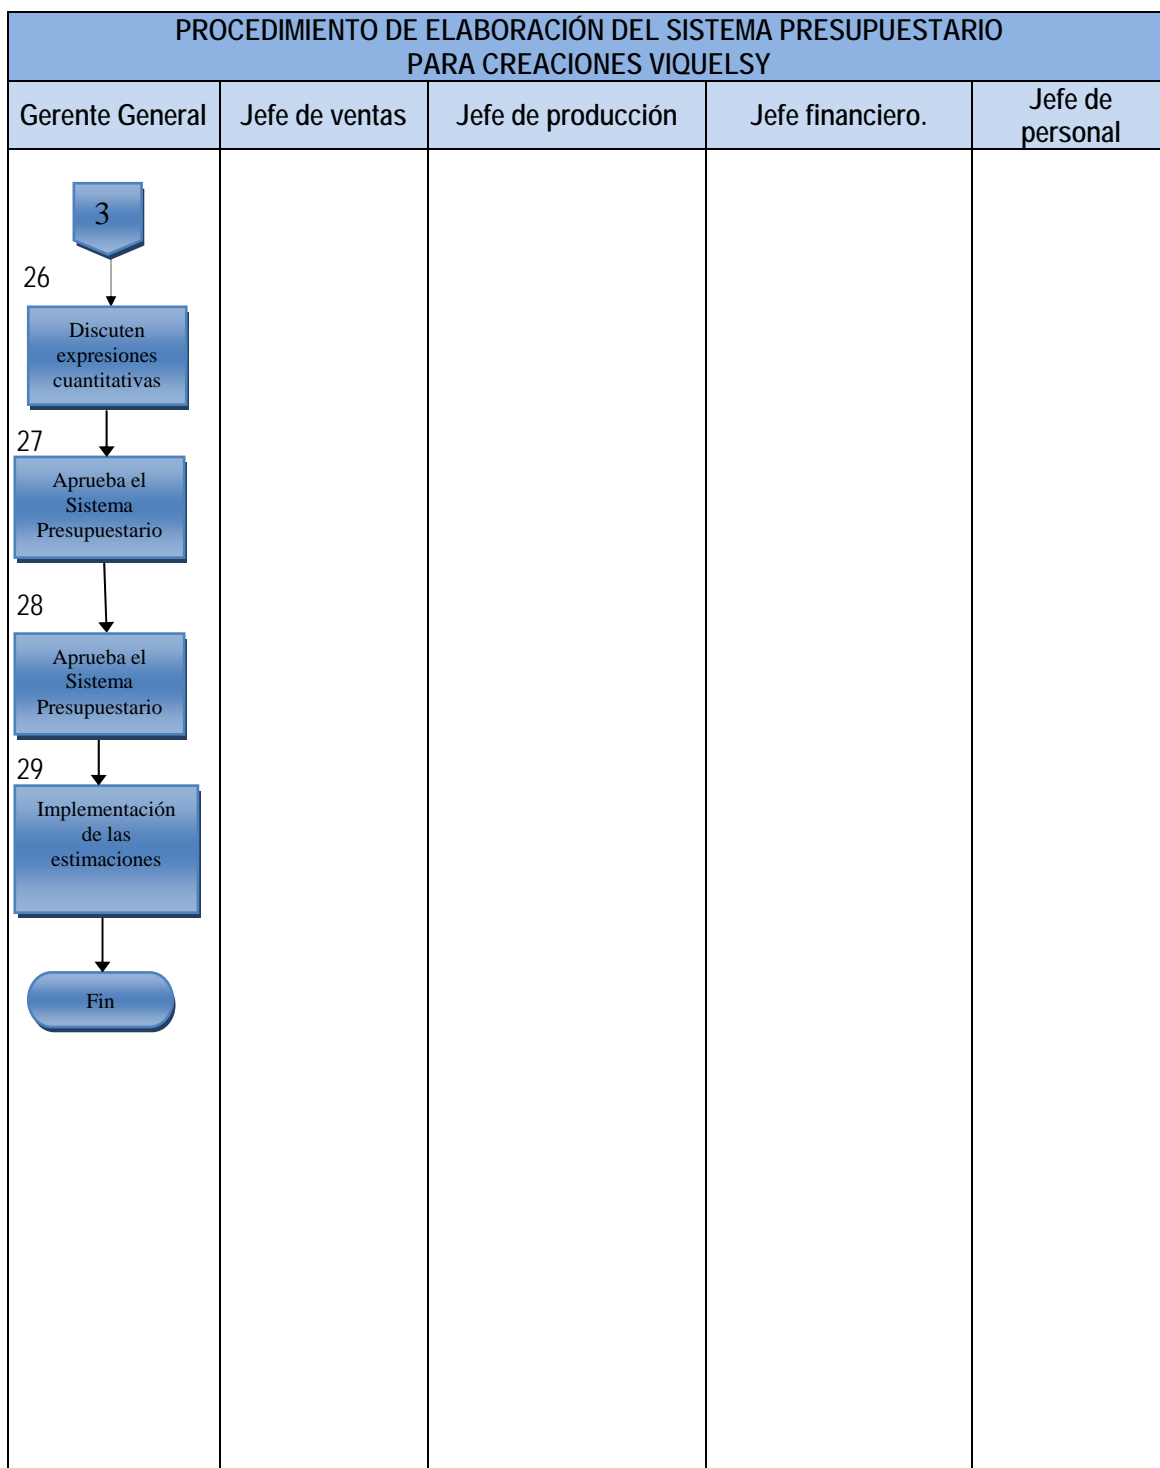 PROCEDIMIENTO DE ELABORACIÓN DEL SISTEMA PRESUPUESTARIO
PARA CREACIONES VIQUELSY
Gerente General
Jefe de ventas
Jefe de producción
Jefe financiero.
Jefe de
personal
3
26
Discuten
expresiones
cuantitativas
27
Aprueba el
Sistema
Presupuestario
28
Aprueba el
Sistema
Presupuestario
29
Implementación
de las
estimaciones
Fin